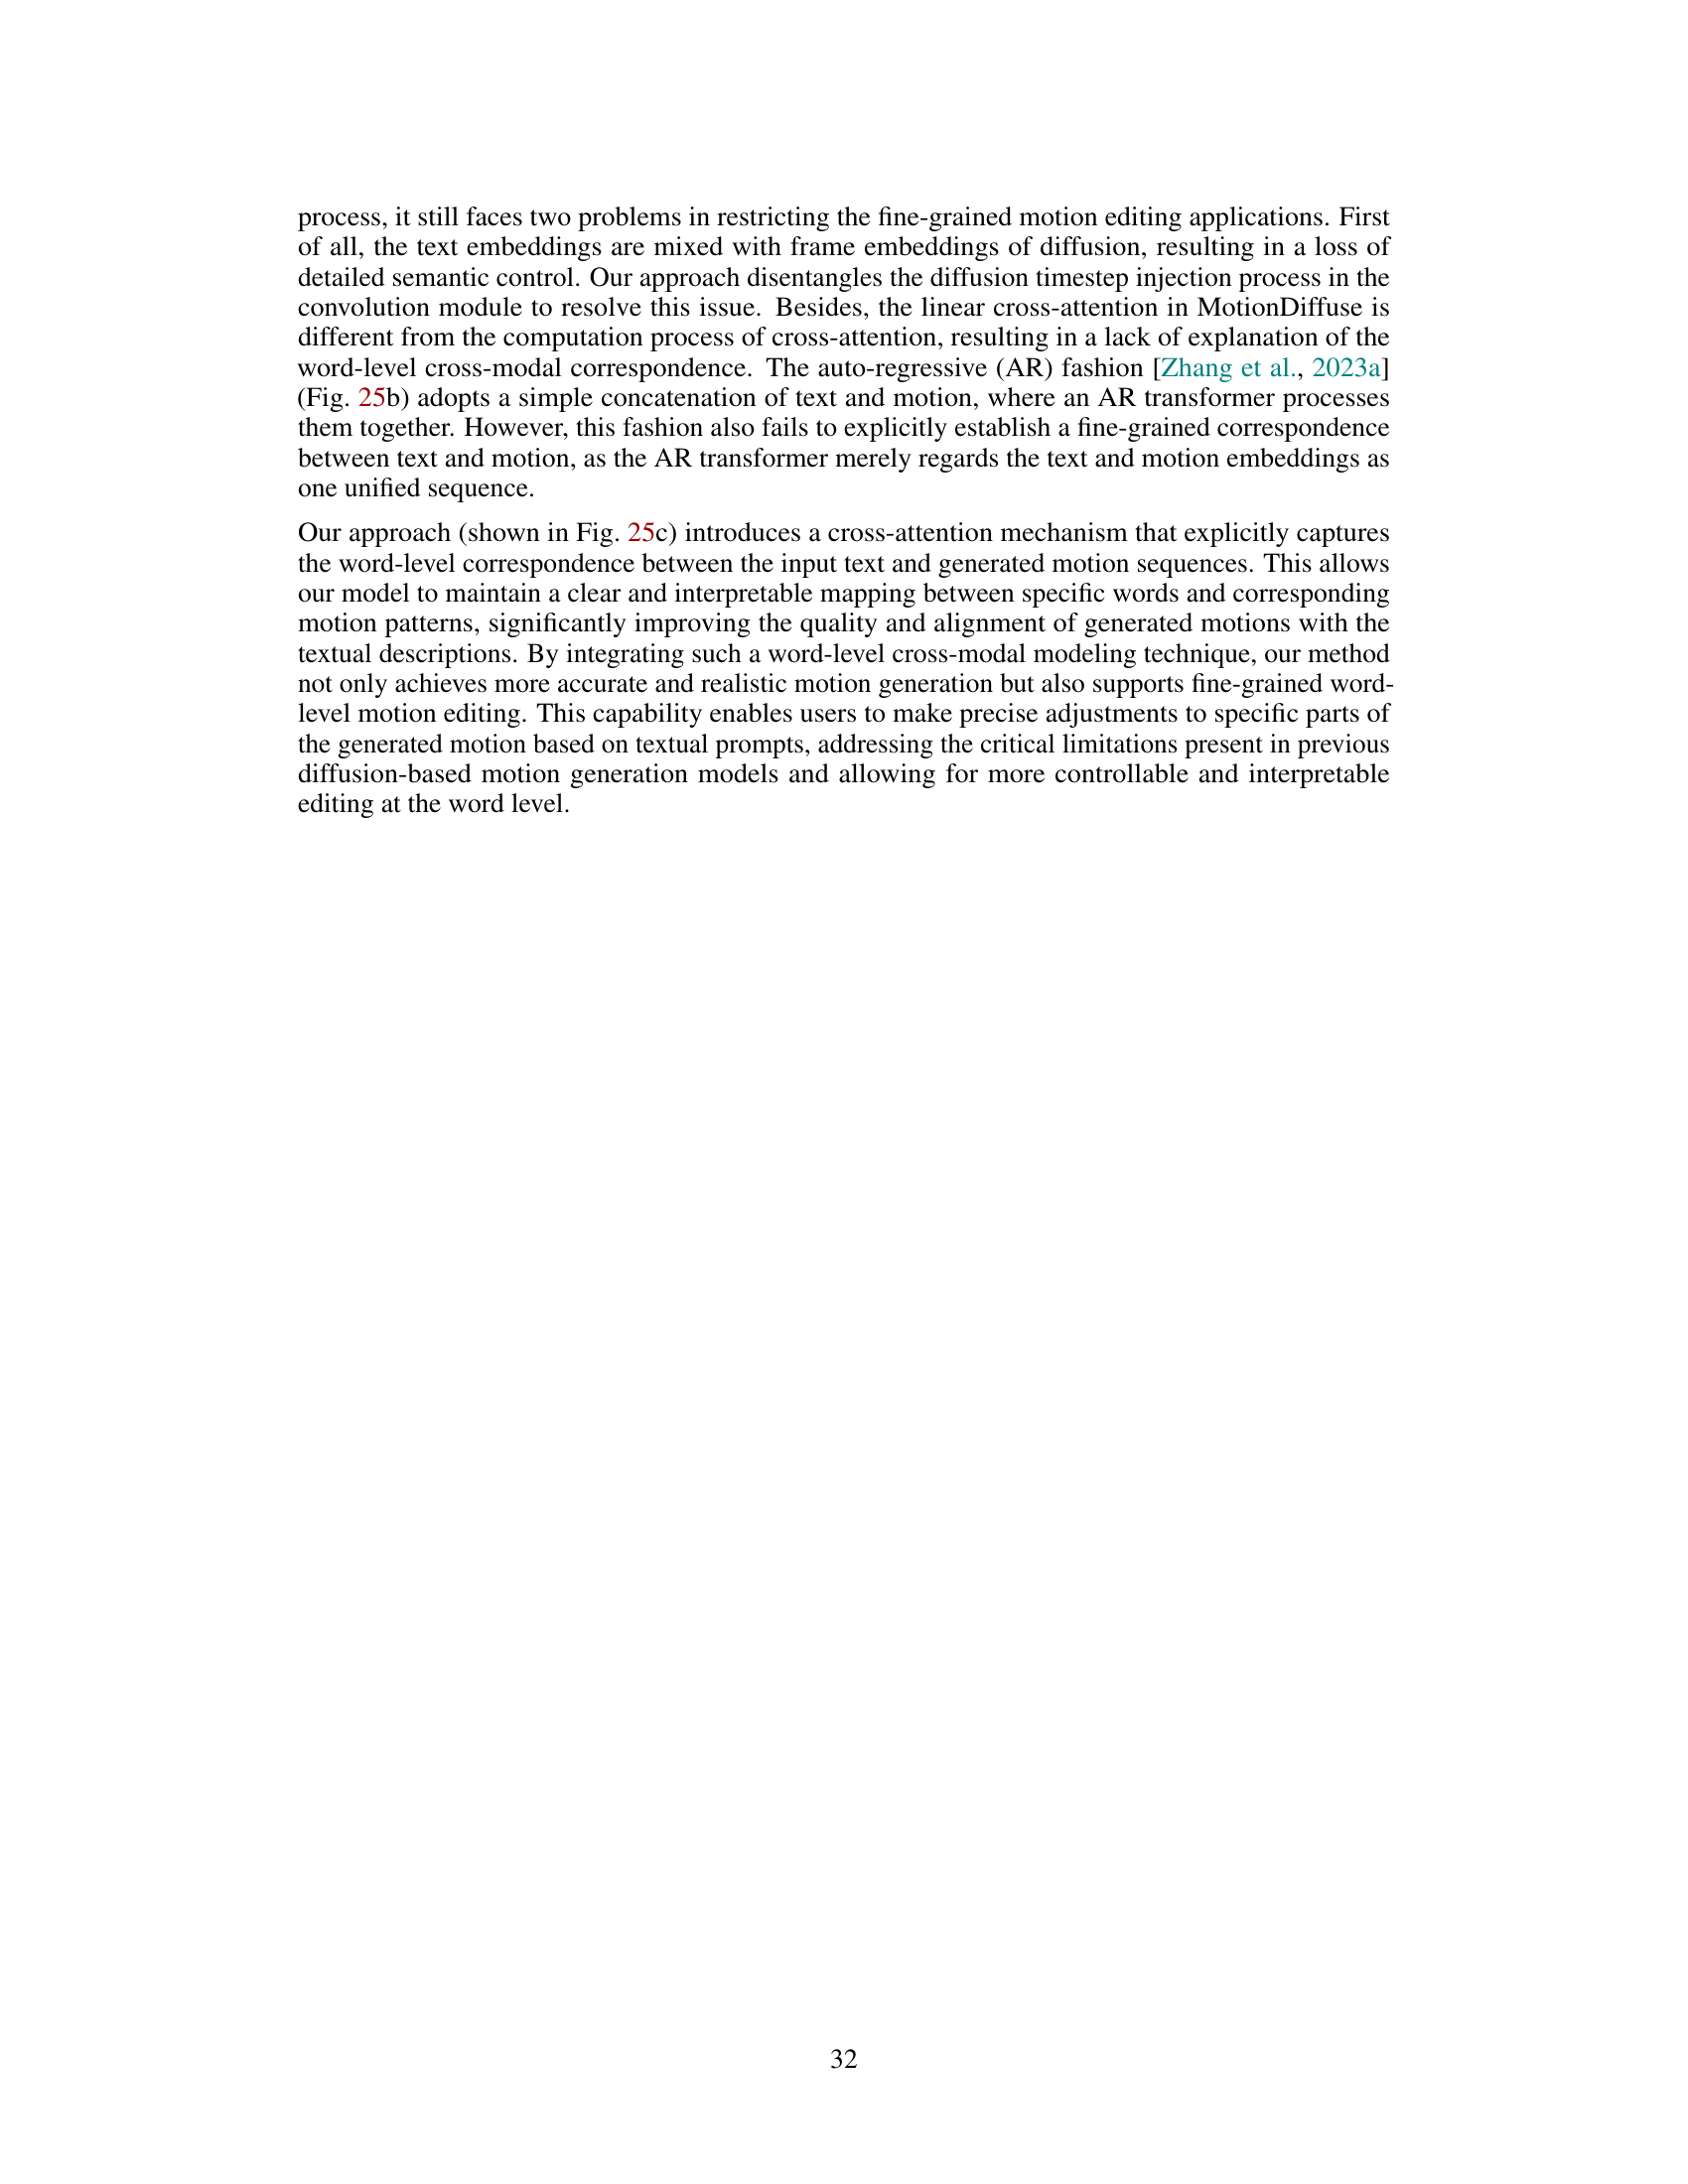 process, it still faces two problems in restricting the fine-grained motion editing applications. First
of all, the text embeddings are mixed with frame embeddings of diffusion, resulting in a loss of
detailed semantic control. Our approach disentangles the diffusion timestep injection process in the
convolution module to resolve this issue. Besides, the linear cross-attention in MotionDiffuse is
different from the computation process of cross-attention, resulting in a lack of explanation of the
word-level cross-modal correspondence. The auto-regressive (AR) fashion [Zhang et al., 2023a]
(Fig. 25b) adopts a simple concatenation of text and motion, where an AR transformer processes
them together. However, this fashion also fails to explicitly establish a fine-grained correspondence
between text and motion, as the AR transformer merely regards the text and motion embeddings as
one unified sequence.
Our approach (shown in Fig. 25c) introduces a cross-attention mechanism that explicitly captures
the word-level correspondence between the input text and generated motion sequences. This allows
our model to maintain a clear and interpretable mapping between specific words and corresponding
motion patterns, significantly improving the quality and alignment of generated motions with the
textual descriptions. By integrating such a word-level cross-modal modeling technique, our method
not only achieves more accurate and realistic motion generation but also supports fine-grained word-
level motion editing. This capability enables users to make precise adjustments to specific parts of
the generated motion based on textual prompts, addressing the critical limitations present in previous
diffusion-based motion generation models and allowing for more controllable and interpretable
editing at the word level.
32